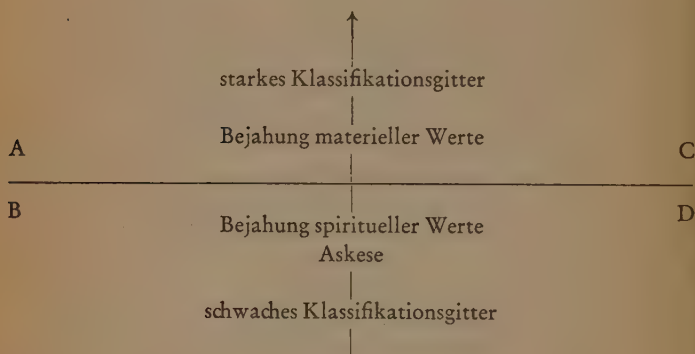 starkes Klassifikationsgitter
Bejahung materieller Werte
A
C
B
D
Bejahung spiritueller Werte
Askese
schwaches Klassifikationsgitter